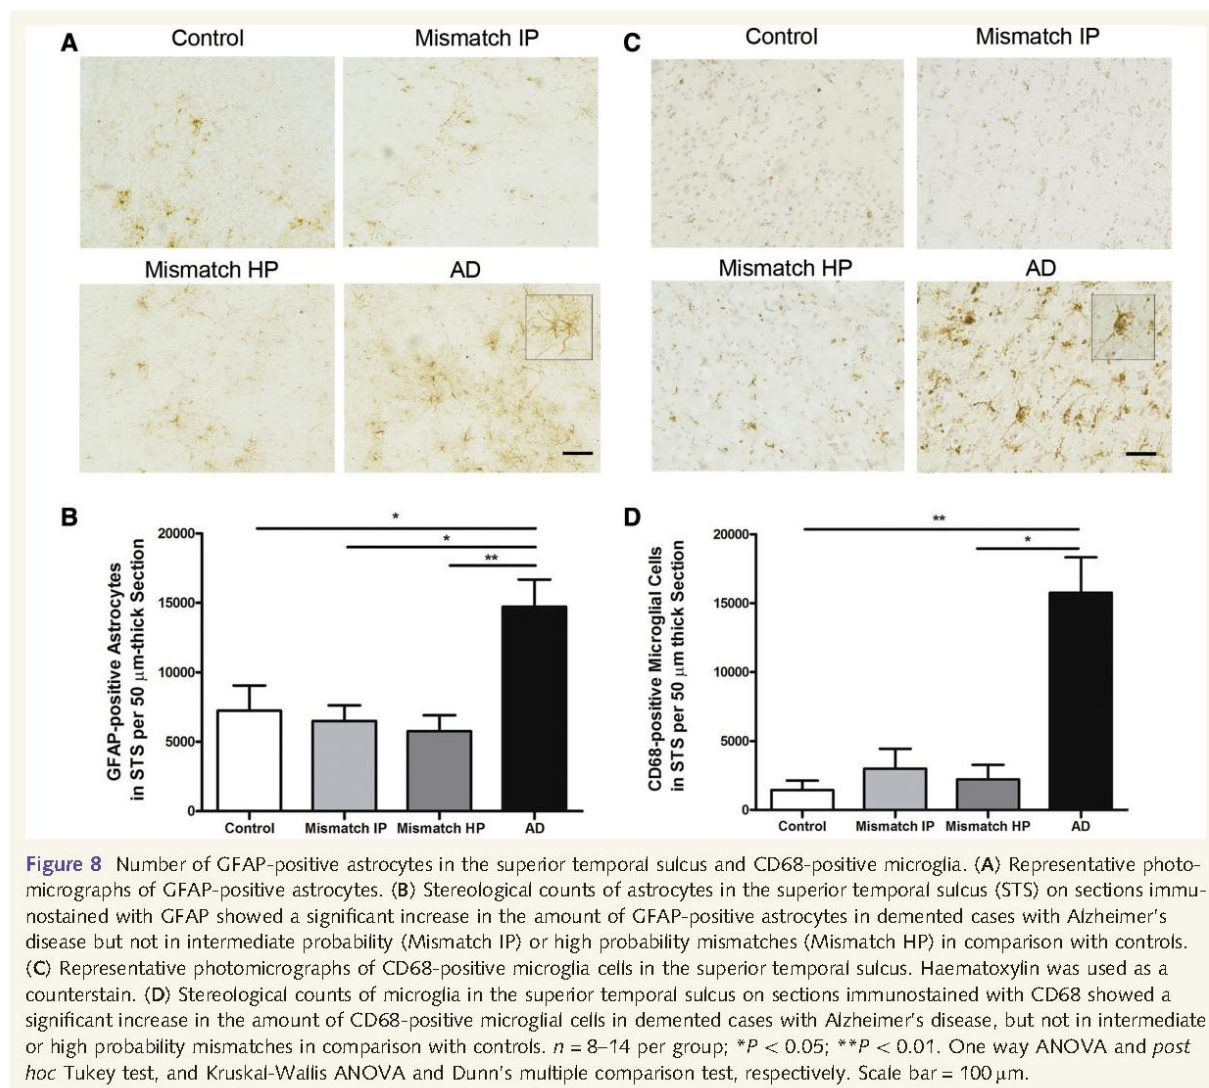 A
Control
Mismatch IP
C
Control
Mismatch IP
Mismatch HP
AD
Mismatch HP
AD
B
GFAP-positive Astrocytes
in STS per 50 μm-thick Section
20000
15000
10000
5000
0
*
*
**
Control
Mismatch IP
Mismatch HP
AD
D
CD68-positive Microglial Cells
in STS per 50 μm thick Section
20000
15000
10000
5000
0
**
*
Control
Mismatch IP
Mismatch HP
AD
Figure 8 Number of GFAP-positive astrocytes in the superior temporal sulcus and CD68-positive microglia. (A) Representative photo-
micrographs of GFAP-positive astrocytes. (B) Stereological counts of astrocytes in the superior temporal sulcus (STS) on sections immu-
nostained with GFAP showed a significant increase in the amount of GFAP-positive astrocytes in demented cases with Alzheimer's
disease but not in intermediate probability (Mismatch IP) or high probability mismatches (Mismatch HP) in comparison with controls.
(C) Representative photomicrographs of CD68-positive microglia cells in the superior temporal sulcus. Haematoxylin was used as a
counterstain. (D) Stereological counts of microglia in the superior temporal sulcus on sections immunostained with CD68 showed a
significant increase in the amount of CD68-positive microglial cells in demented cases with Alzheimer's disease, but not in intermediate
or high probability mismatches in comparison with controls. n = 8–14 per group; *P < 0.05; **P < 0.01. One way ANOVA and post
hoc Tukey test, and Kruskal-Wallis ANOVA and Dunn's multiple comparison test, respectively. Scale bar = 100 μm.